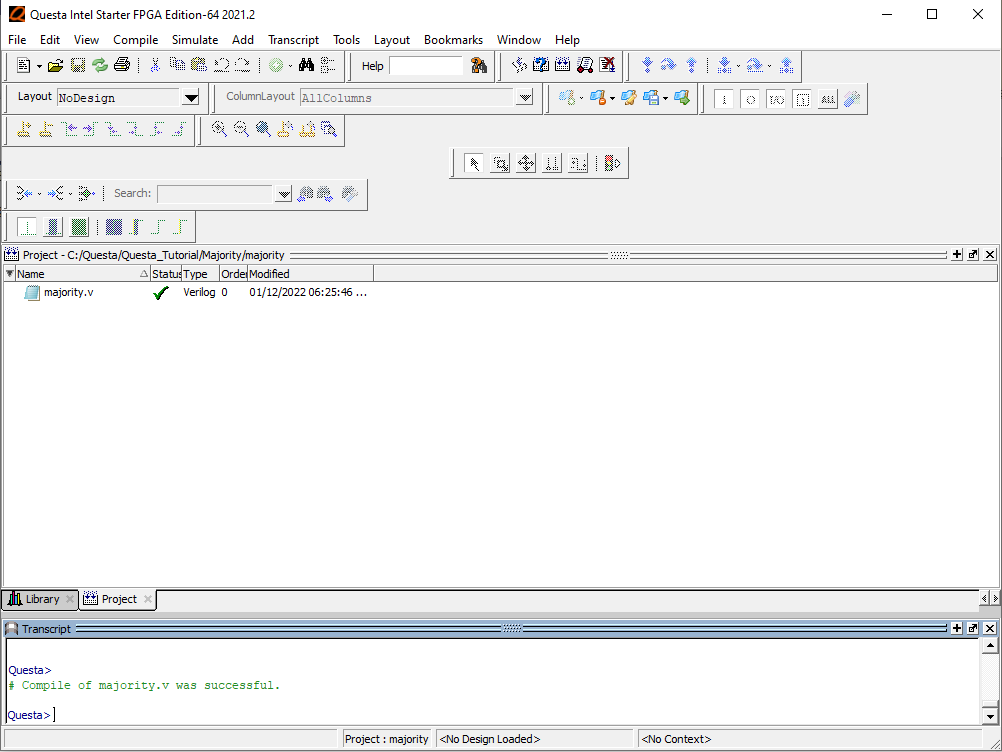 Questa Intel Starter FPGA Edition-64 2021.2
File Edit View Compile Simulate Add Transcript Tools Layout Bookmarks Window Help
Help
Layout NoDesign ColumnLayout AllColumns
ALL
Search:
Project - C:/Questa/Questa_Tutorial/Majority/majority
Name Status Type Order Modified
majority.v Verilog 0 01/12/2022 06:25:46 ...
Library Project
Transcript
Questa>
# Compile of majority.v was successful.
Questa>
Project : majority <No Design Loaded> <No Context>